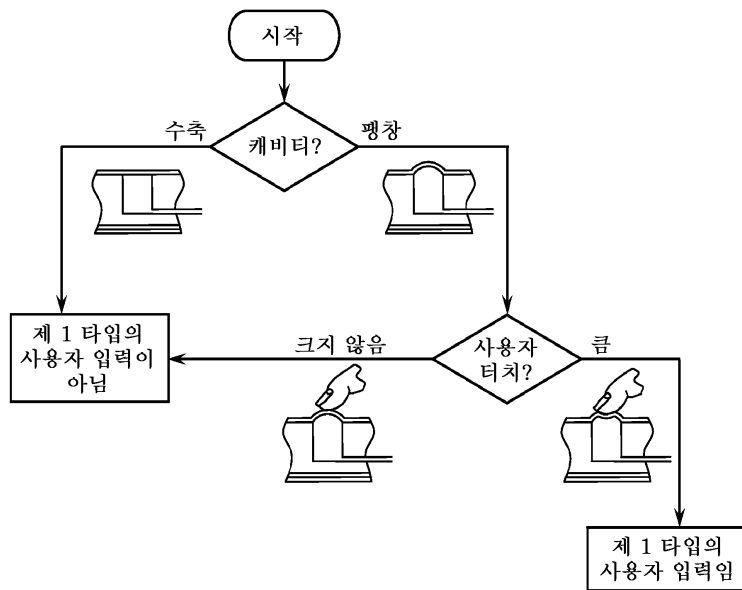 시작
캐비티?
수축
팽창
제 1 타입의
사용자 입력이
아님
크지 않음
사용자
터치?
큼
제 1 타입의
사용자 입력임